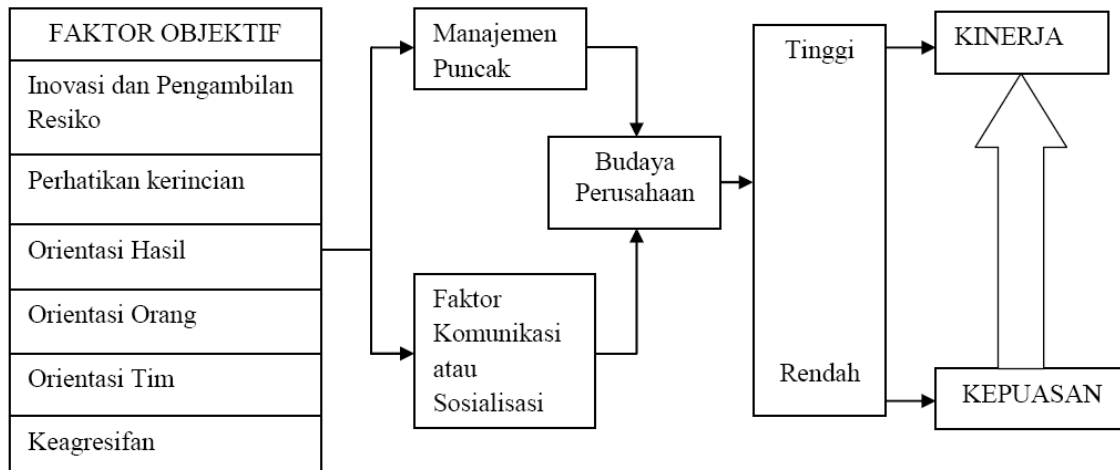 FAKTOR OBJEKTIF
Inovasi dan Pengambilan
Resiko
Perhatikan kerincian
Orientasi Hasil
Orientasi Orang
Orientasi Tim
Keagresifan
Manajemen
Puncak
Faktor
Komunikasi
atau
Sosialisasi
Budaya
Perusahaan
Tinggi
Rendah
KINERJA
KEPUASAN